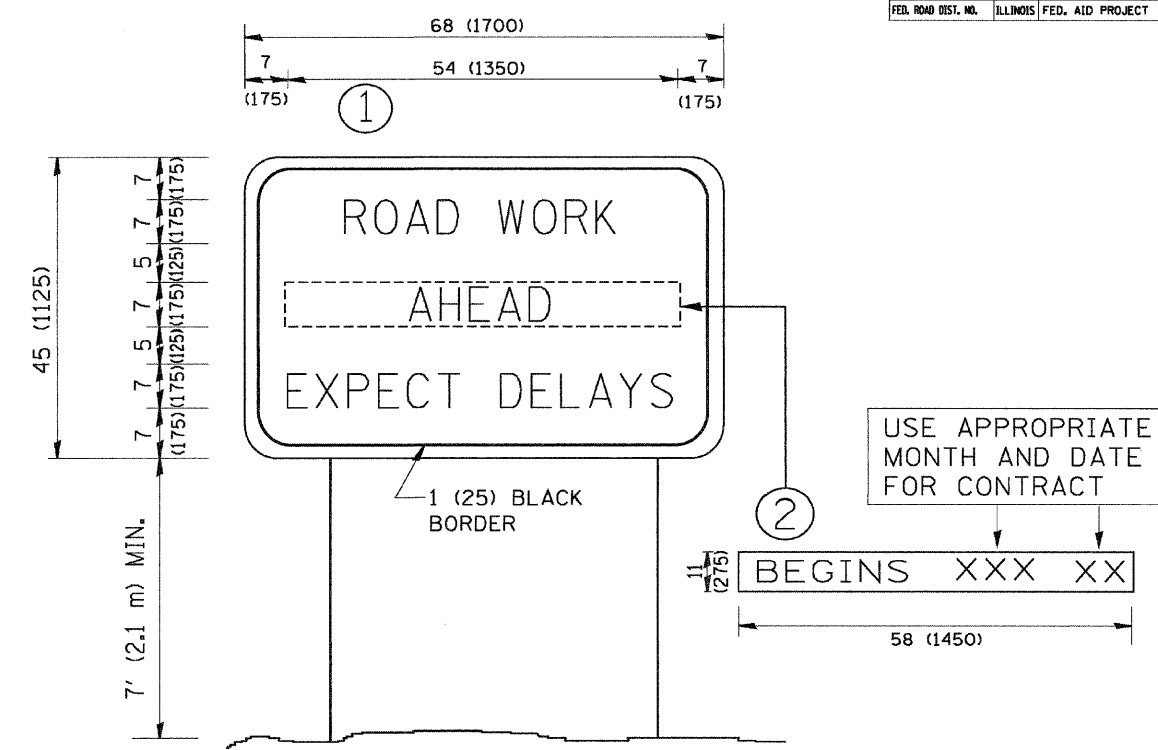 FED. ROAD DIST. NO. ILLINOIS FED. AID PROJECT
68 (1700)
7 54 (1350) 7
(175) (175)
1
45 (1125)
7 (175)
7 (175)
5 (125)
7 (175)
5 (125)
7 (175)
7 (175)
ROAD WORK
AHEAD
EXPECT DELAYS
1 (25) BLACK
BORDER
7' (2.1 m) MIN.
USE APPROPRIATE
MONTH AND DATE
FOR CONTRACT
2
11
(275)
BEGINS XXX XX
58 (1450)